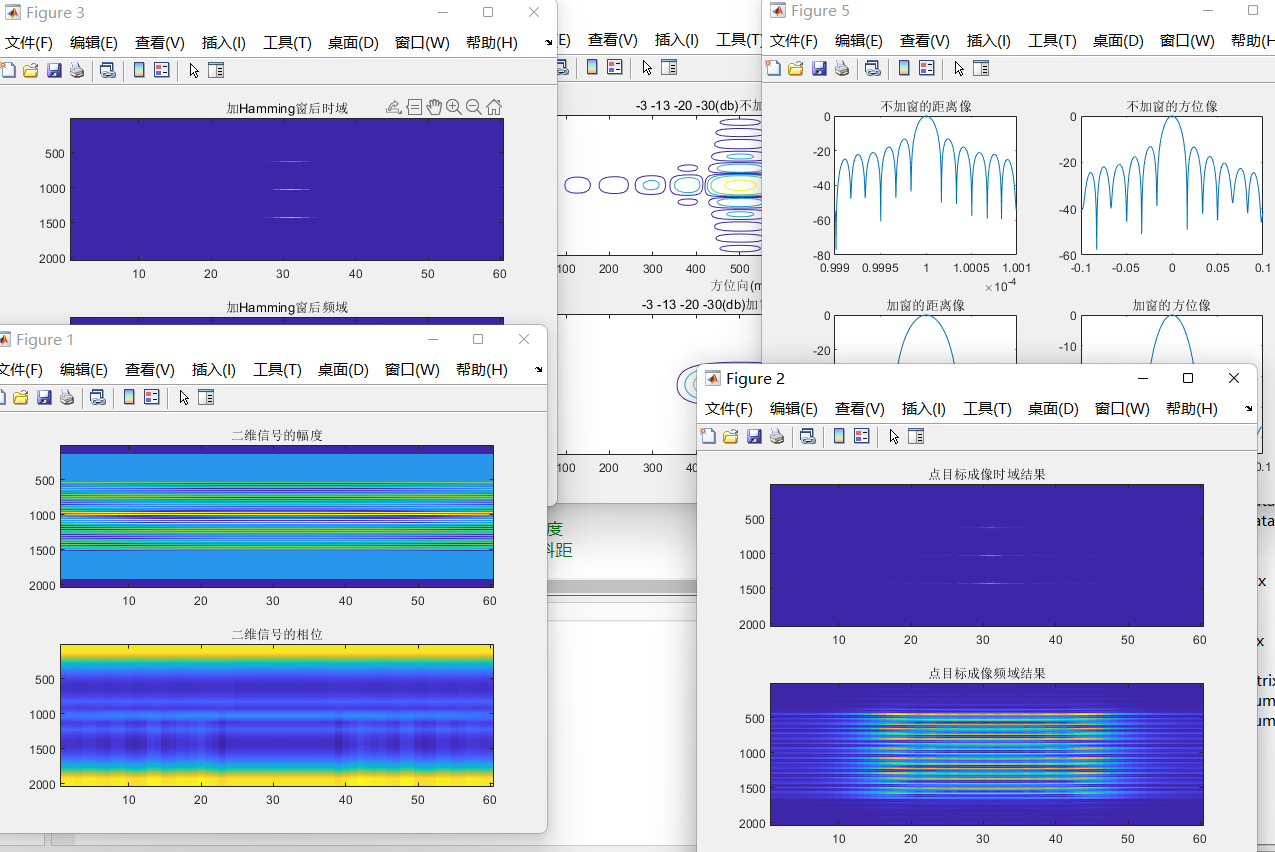 Figure 3
文件(F) 编辑(E) 查看(V) 插入(I) 工具(T) 桌面(D) 窗口(W) 帮助(H)
加Hamming窗后时域
500
1000
1500
2000
10 20 30 40 50 60
加Hamming窗后频域
查看(V) 插入(I)
-3 -13 -20 -30(db)不加
100 200 300 400 500
方位向
-3 -13 -20 -30(db)加
200 300
Figure 5
文件(F) 编辑(E) 查看(V) 插入(I) 工具(T) 桌面(D) 窗口(W)
不加窗的距离像
0
-20
-40
-60
-80
0.999 0.9995 1 1.0005 1.001
×10-4
不加窗的方位像
0
-20
-40
-60
-0.1 -0.05 0 0.05 0.1
加窗的距离像
0
-20
加窗的方位像
0
-10
Figure 1
文件(F) 编辑(E) 查看(V) 插入(I) 工具(T) 桌面(D) 窗口(W) 帮助(H)
二维信号的幅度
500
1000
1500
2000
10 20 30 40 50 60
二维信号的相位
500
1000
1500
2000
10 20 30 40 50 60
度
斜距
Figure 2
文件(F) 编辑(E) 查看(V) 插入(I) 工具(T) 桌面(D) 窗口(W) 帮助(H)
点目标成像时域结果
500
1000
1500
2000
10 20 30 40 50 60
点目标成像频域结果
500
1000
1500
2000
10 20 30 40 50 60